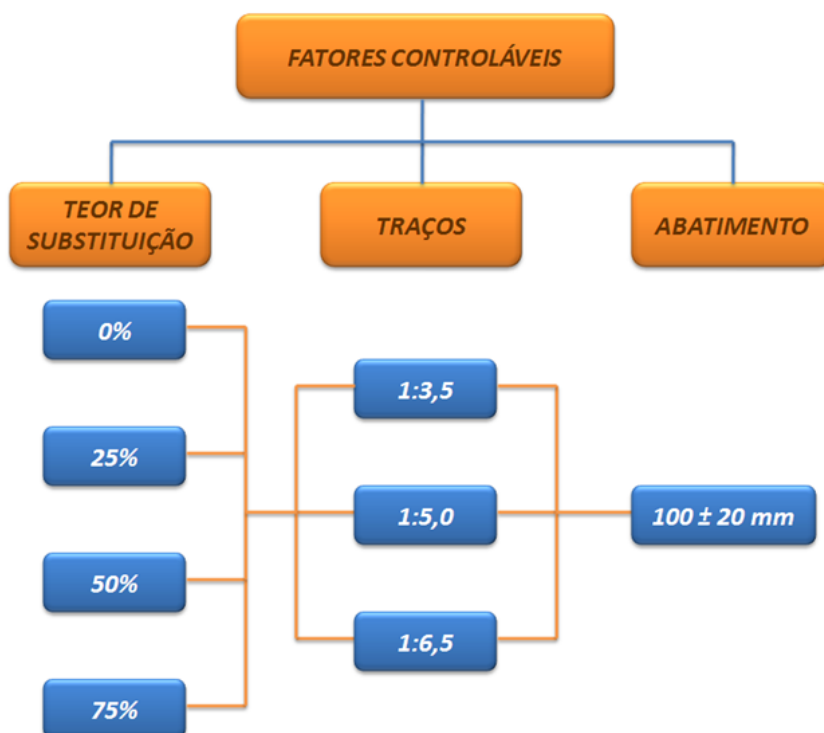 FATORES CONTROLÁVEIS
TEOR DE
SUBSTITUIÇÃO
TRAÇOS
ABATIMENTO
0%
25%
50%
75%
1:3,5
1:5,0
1:6,5
100 ± 20 mm